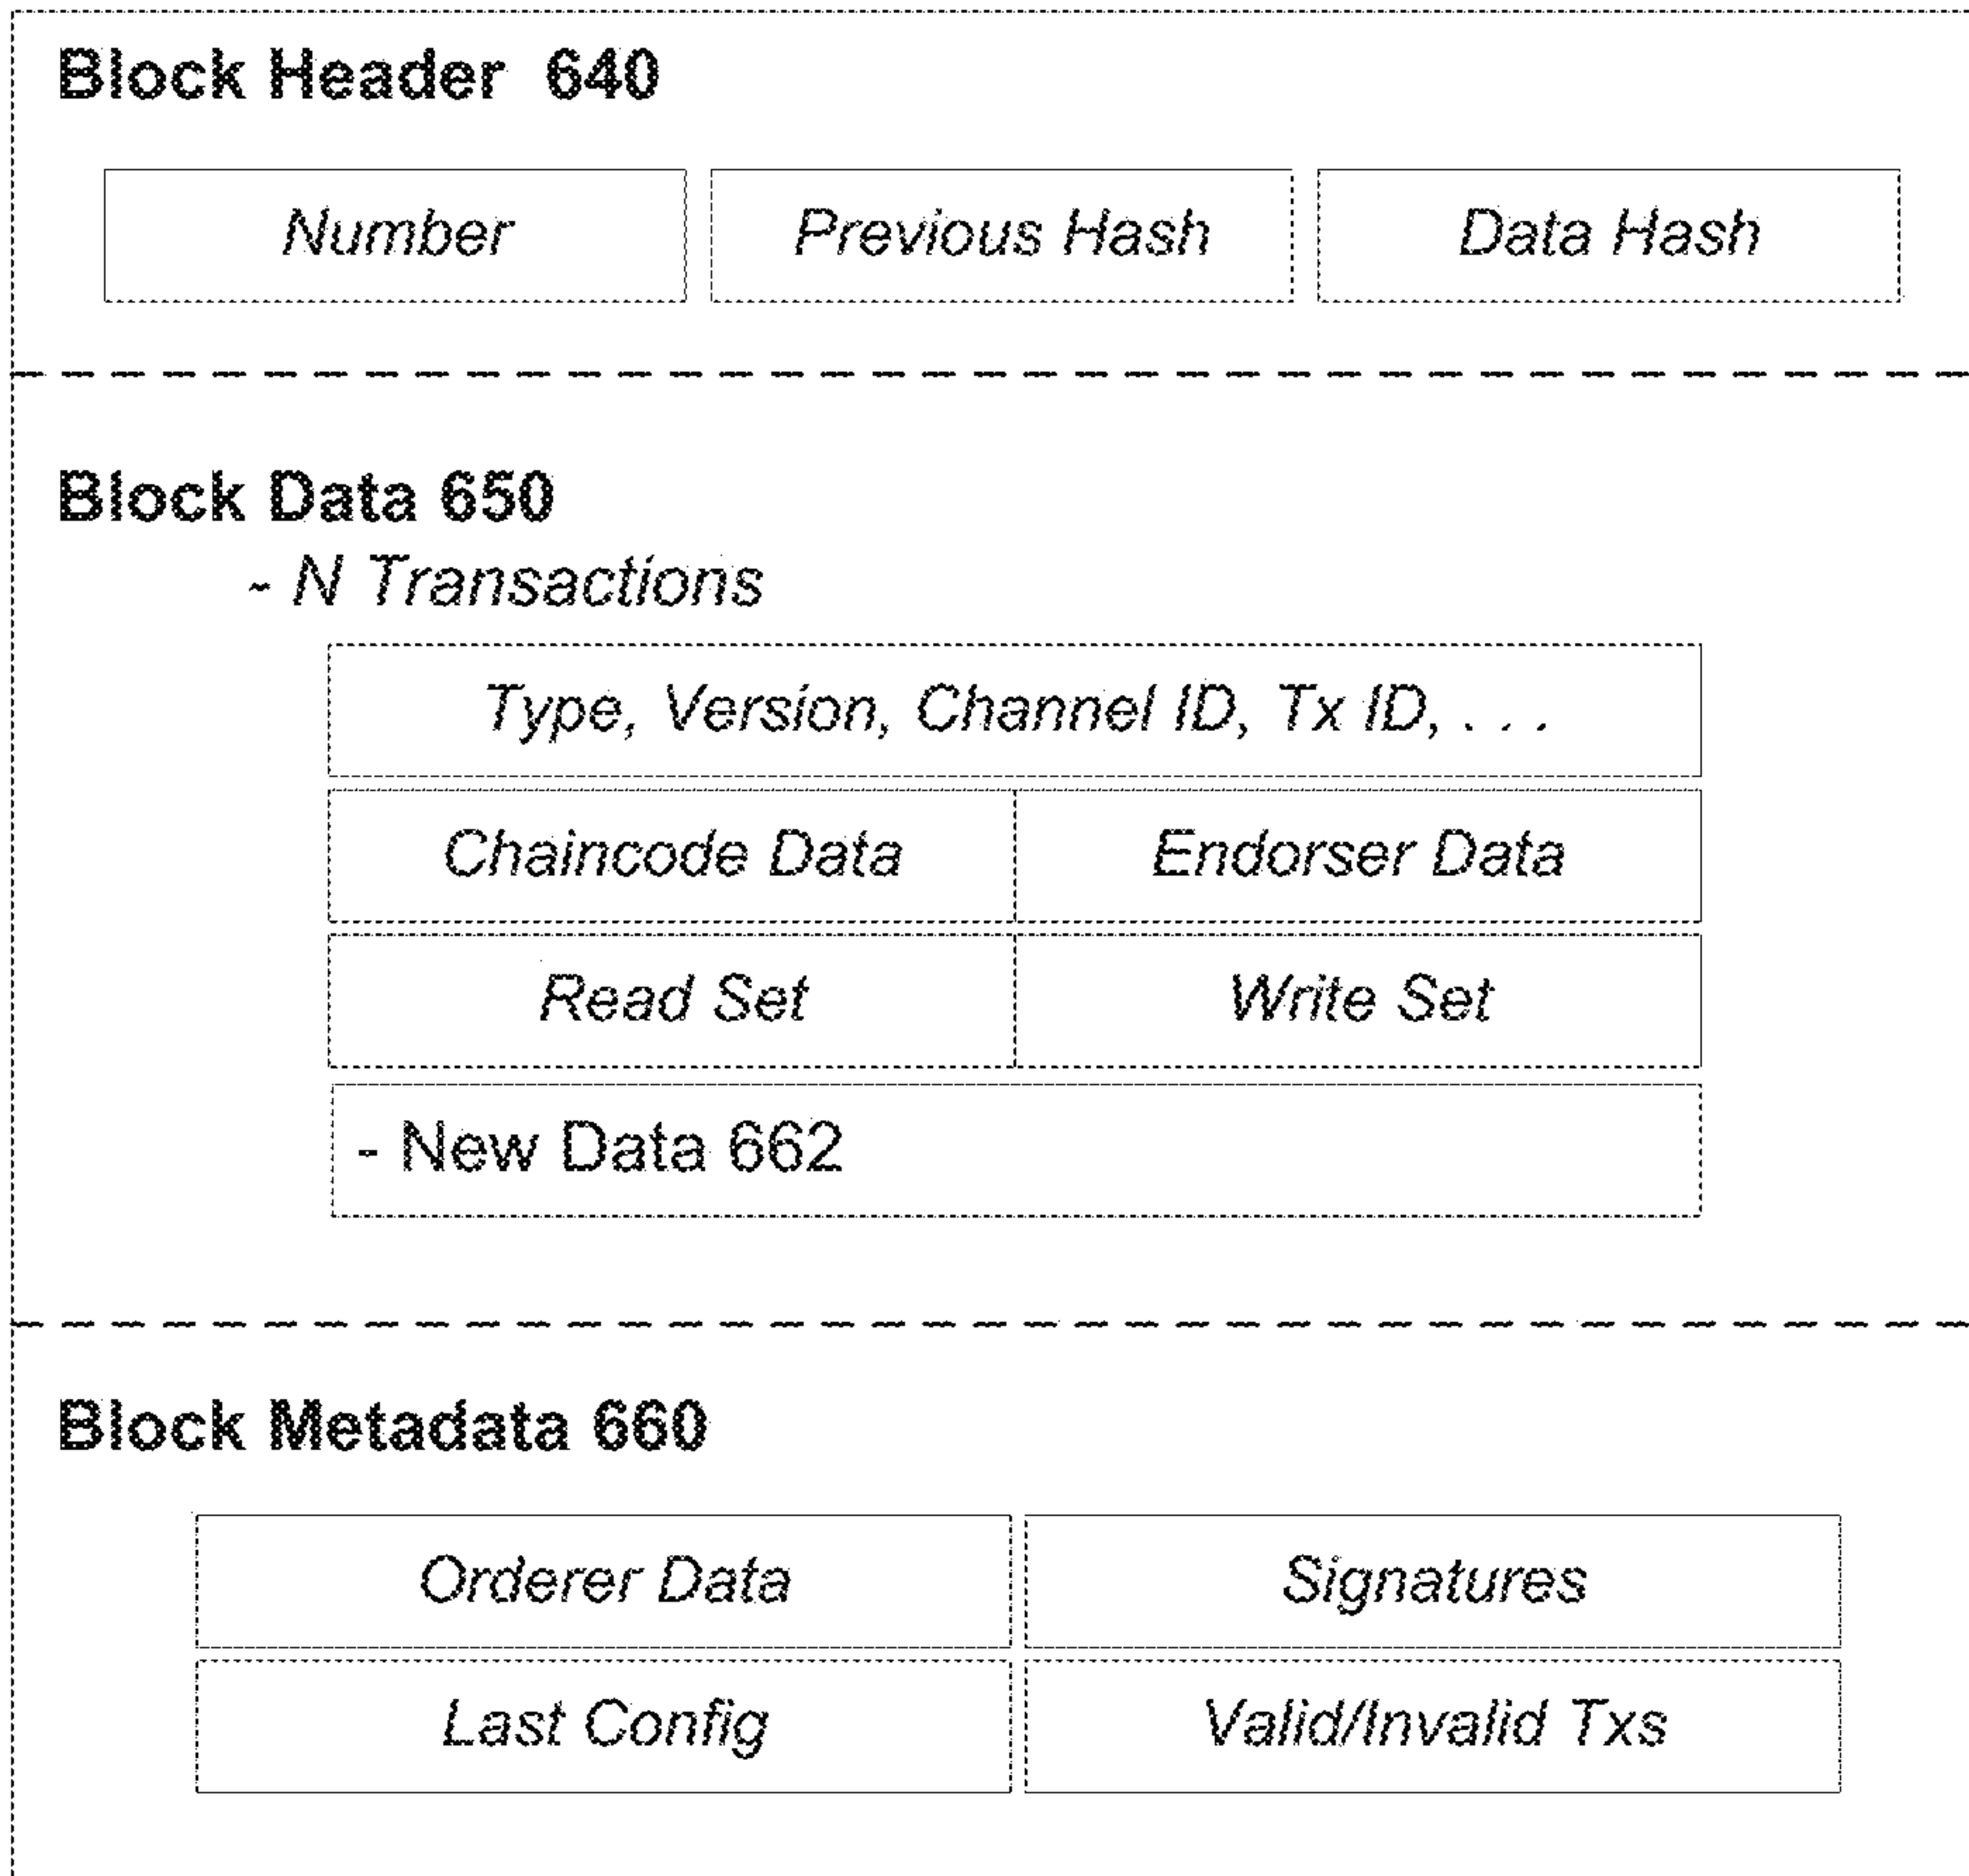 Block Header 640
Number Previous Hash Data Hash
Block Data 650
- N Transactions
Type, Version, Channel ID, Tx ID, . . .
Chaincode Data Endorser Data
Read Set Write Set
- New Data 662
Block Metadata 660
Orderer Data Signatures
Last Config Valid/Invalid Txs